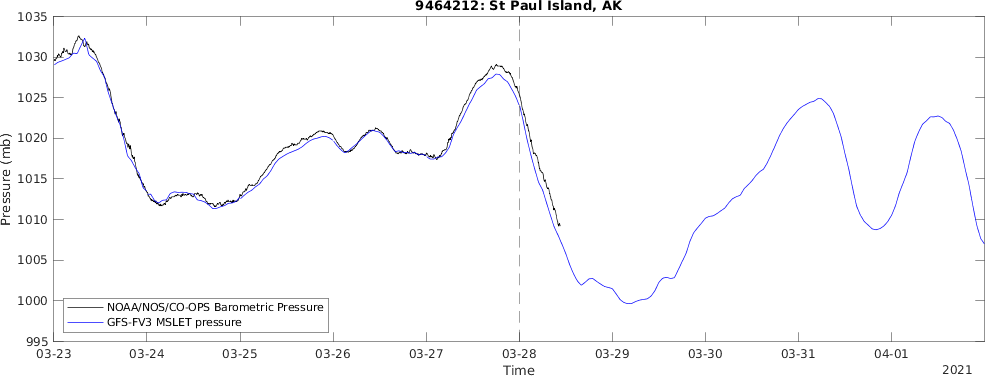 9464212: St Paul Island, AK
Pressure (mb)
1035
1030
1025
1020
1015
1010
1005
1000
995
NOAA/NOS/CO-OPS Barometric Pressure
GFS-FV3 MSLET pressure
03-23 03-24 03-25 03-26 03-27 03-28 03-29 03-30 03-31 04-01
Time
2021